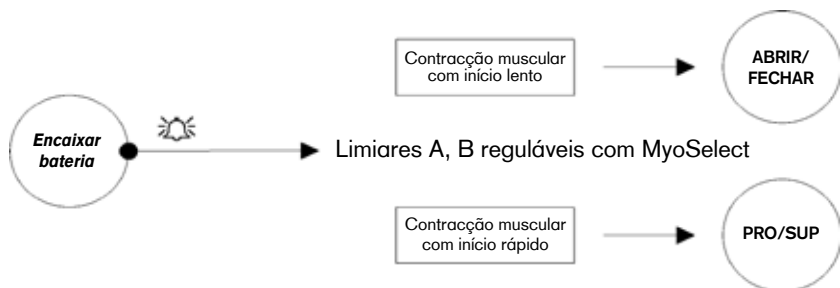 Contracção muscular
com início lento
ABRIR/
FECHAR
Encaixar
bateria
Limiares A, B reguláveis com MyoSelect
Contracção muscular
com início rápido
PRO/SUP